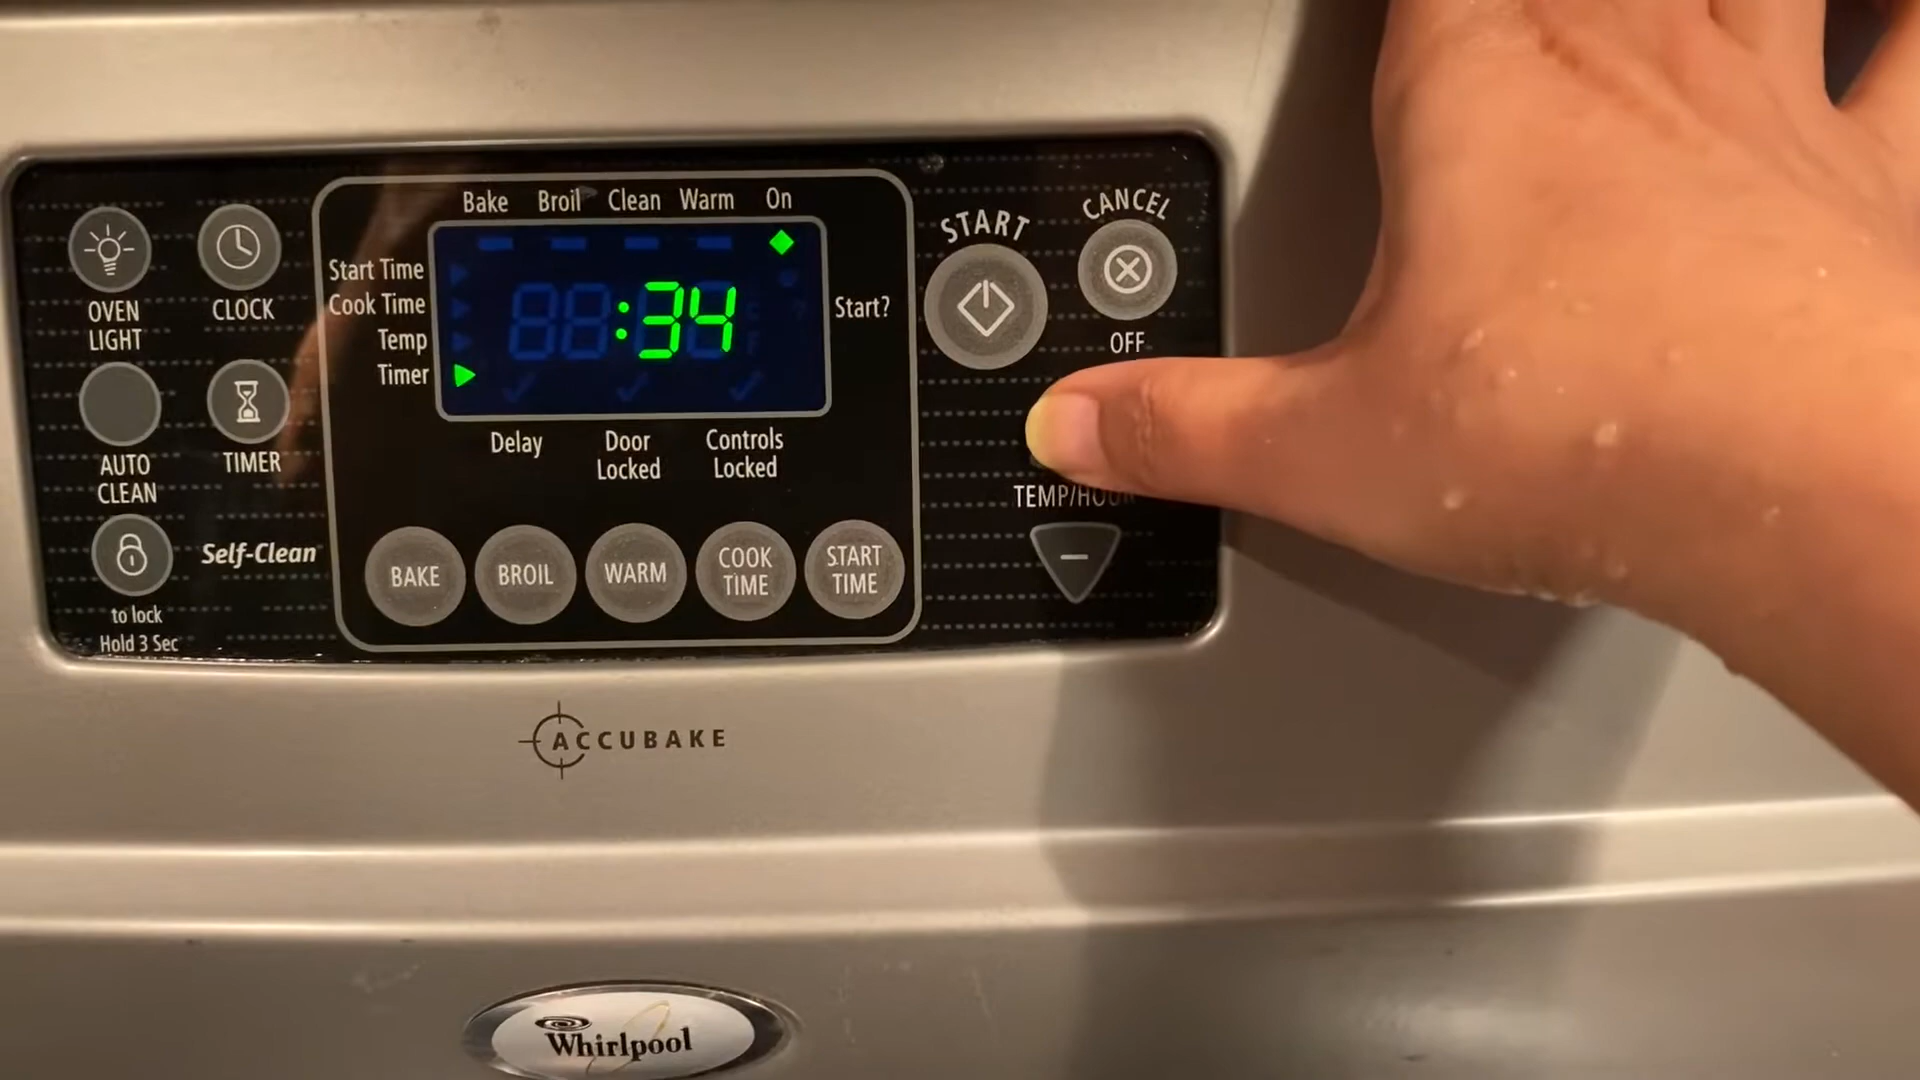 Bake Broil Clean Warm On
START
CANCEL
Start Time
Cook Time
Temp
Timer
:34
Start?
OVEN
LIGHT
CLOCK
OFF
AUTO
CLEAN
TIMER
Delay
Door
Locked
Controls
Locked
TEMP/HOUR
Self-Clean
BAKE
BROIL
WARM
COOK
TIME
START
TIME
−
to lock
Hold 3 Sec
ACCUBAKE
Whirlpool